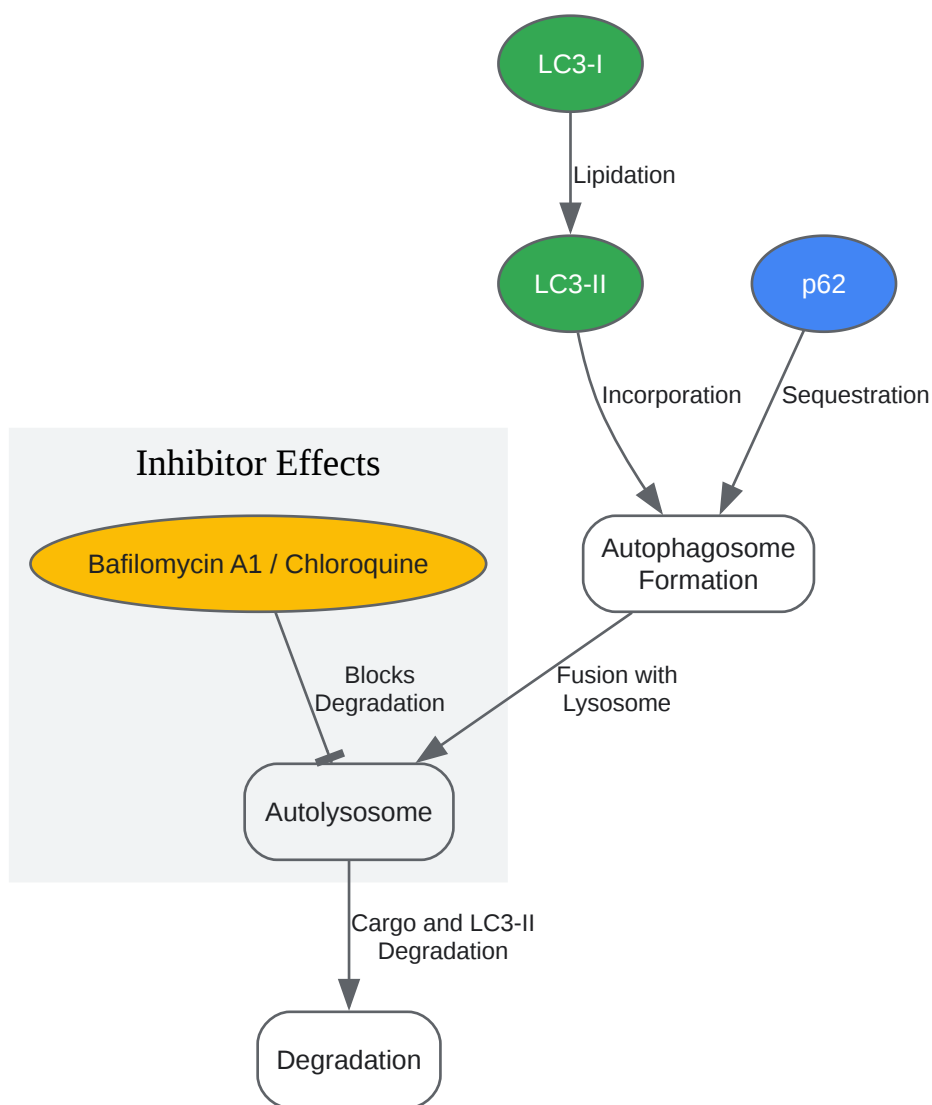 LC3-I
Lipidation
LC3-II
p62
Incorporation
Sequestration
Inhibitor Effects
Bafilomycin A1 / Chloroquine
Autophagosome
Formation
Blocks
Degradation
Fusion with
Lysosome
Autolysosome
Cargo and LC3-II
Degradation
Degradation